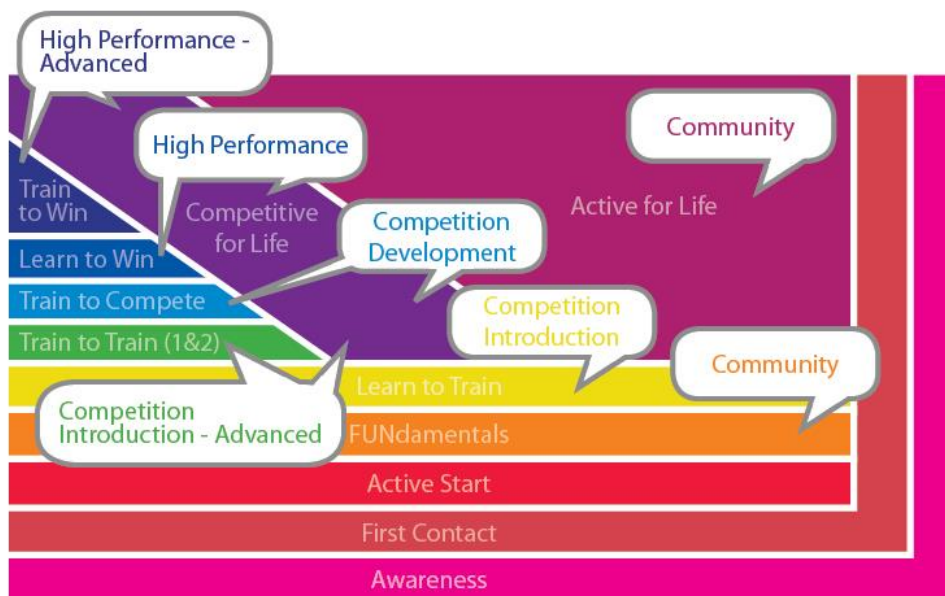 High Performance -
Advanced
Community
High Performance
Train
to Win
Competitive
for Life
Active for Life
Competition
Development
Learn to Win
Train to Compete
Competition
Introduction
Train to Train (1&2)
Community
Learn to Train
Competition
Introduction - Advanced
FUNdamentals
Active Start
First Contact
Awareness